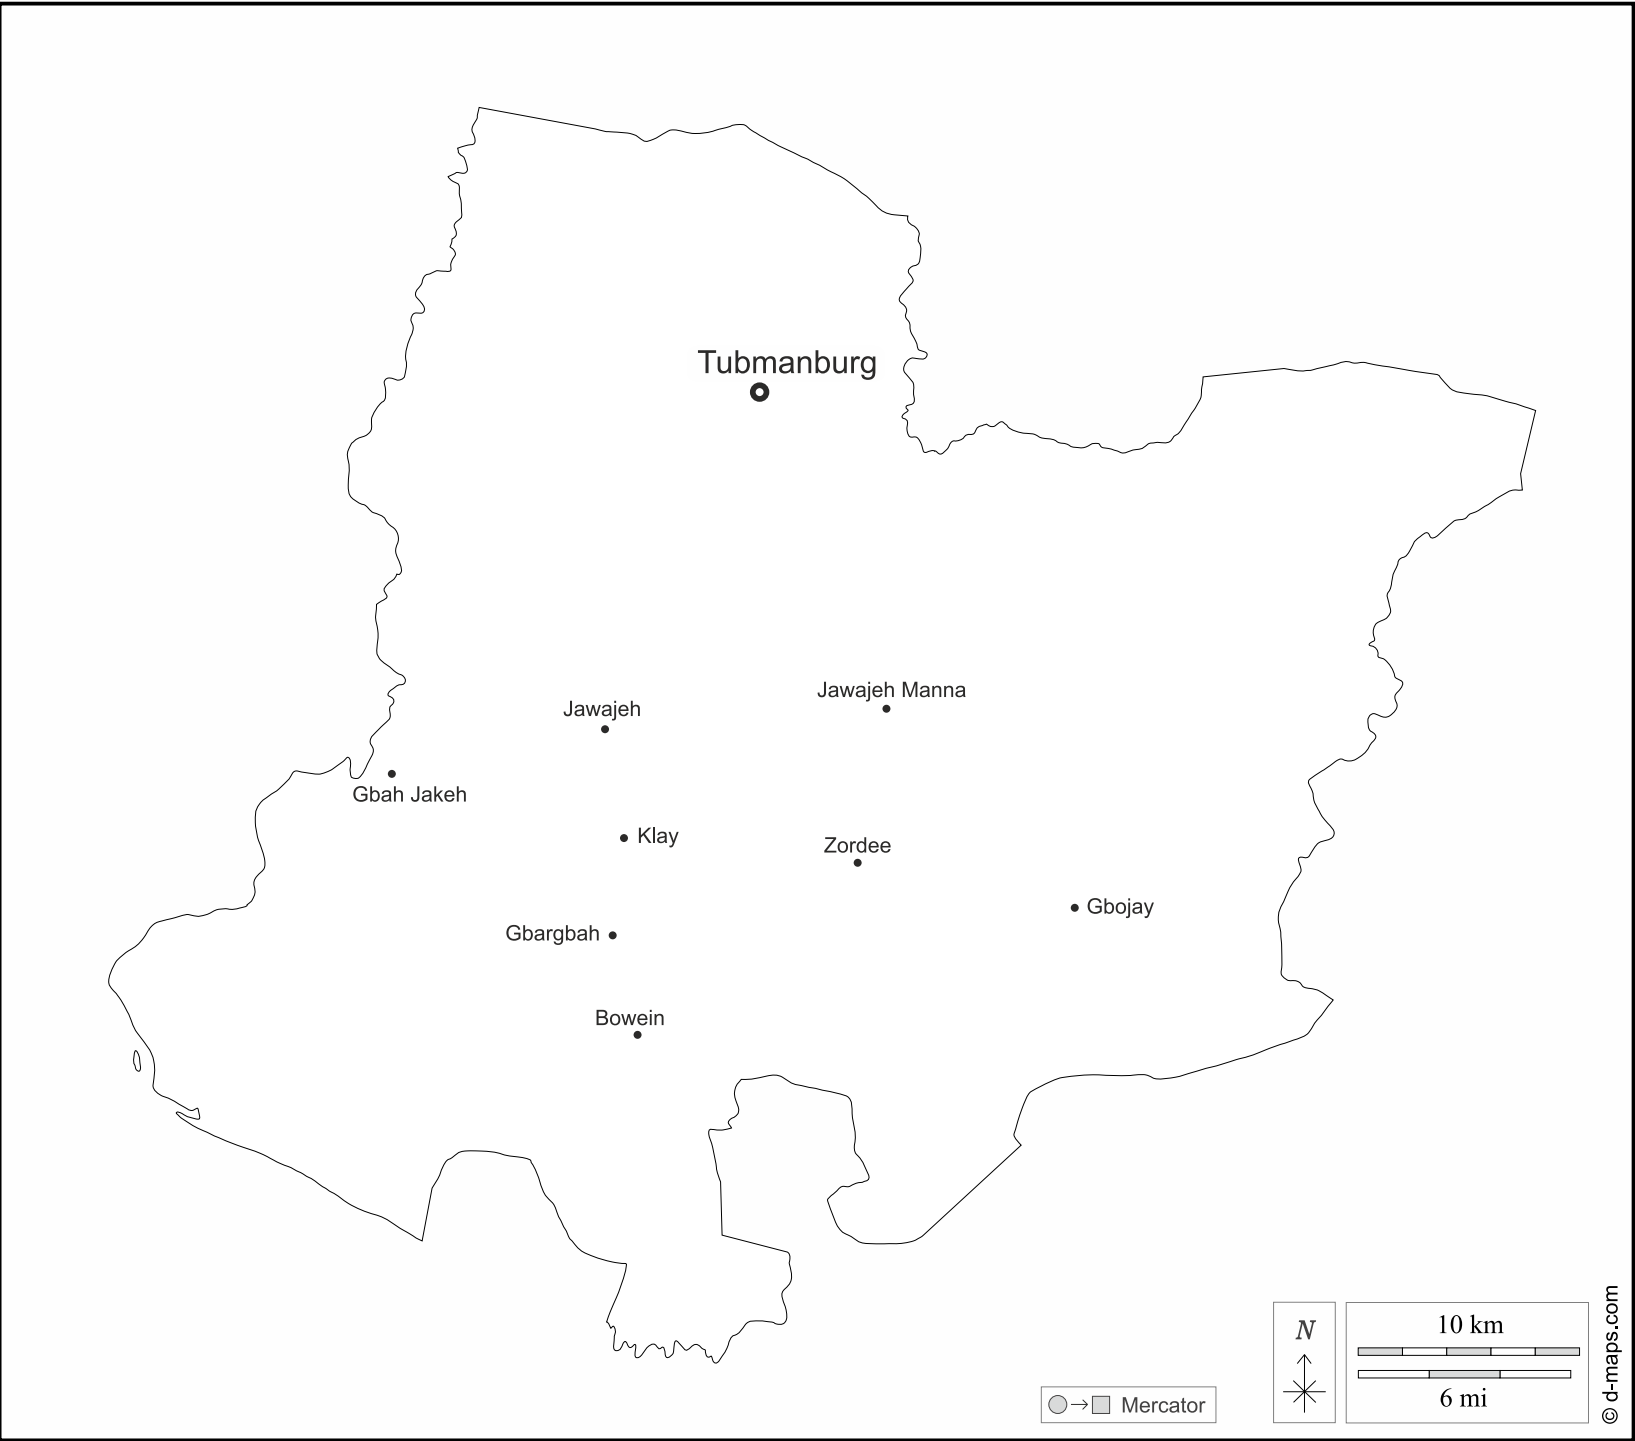 Tubmanburg
Jawajeh Manna
Jawajeh
Gbah Jakeh
Klay
Zordee
Gbojay
Gbargbah
Bowein
N
10 km
6 mi
Mercator
© d-maps.com